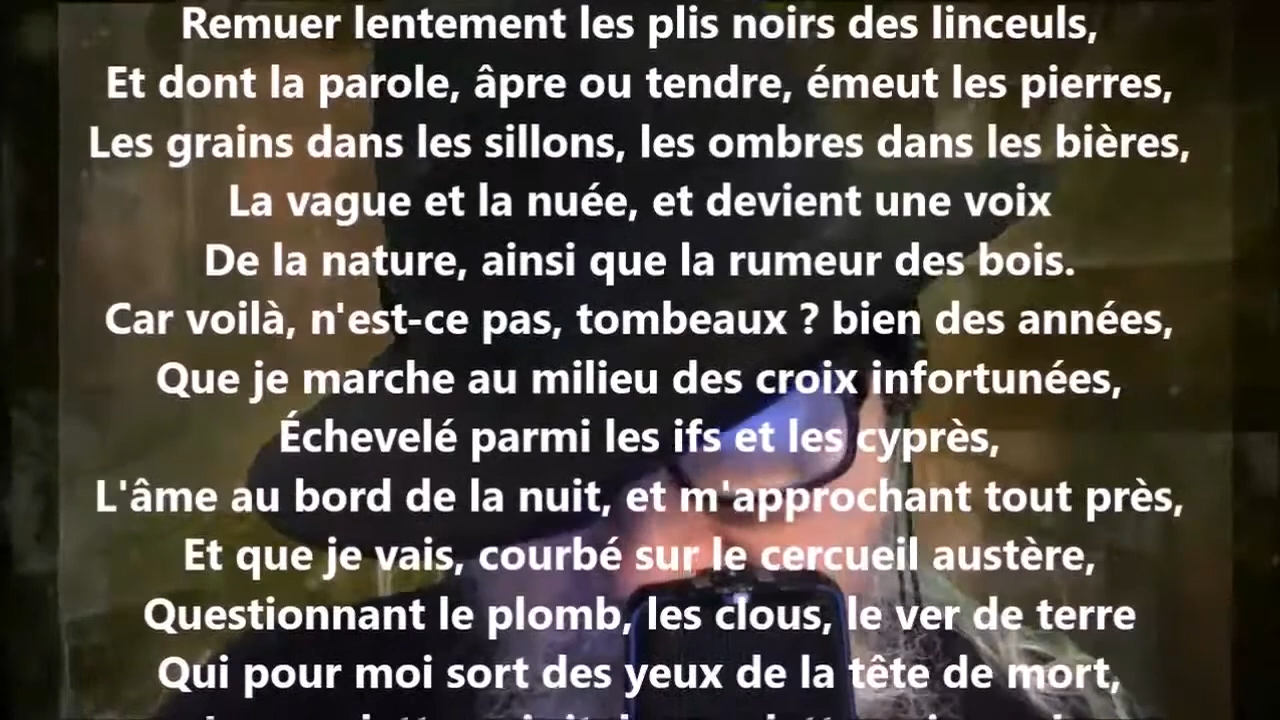 Remuer lentement les plis noirs des linceuls,
Et dont la parole, âpre ou tendre, émeut les pierres,
Les grains dans les sillons, les ombres dans les bières,
La vague et la nuée, et devient une voix
De la nature, ainsi que la rumeur des bois.
Car voilà, n'est-ce pas, tombeaux ? bien des années,
Que je marche au milieu des croix infortunées,
Échevelé parmi les ifs et les cyprès,
L'âme au bord de la nuit, et m'approchant tout près,
Et que je vais, courbé sur le cercueil austère,
Questionnant le plomb, les clous, le ver de terre
Qui pour moi sort des yeux de la tête de mort,